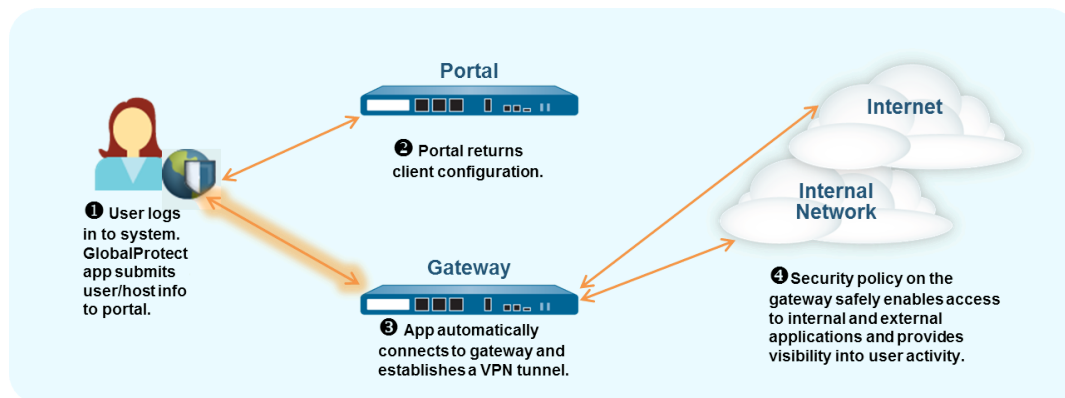 Portal
Internet
❷ Portal returns
client configuration.
Internal
Network
❶ User logs
in to system.
GlobalProtect
app submits
user/host info
to portal.
Gateway
❸ App automatically
connects to gateway and
establishes a VPN tunnel.
❹Security policy on the
gateway safely enables access
to internal and external
applications and provides
visibility into user activity.